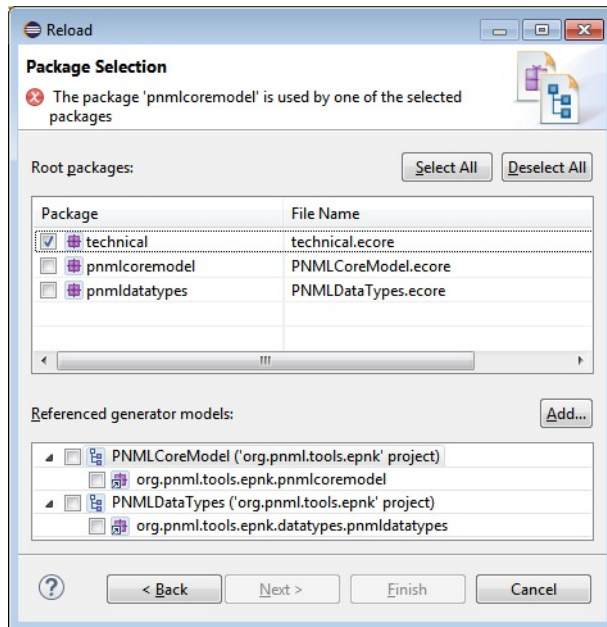 Reload
Package Selection
The package 'pnmlcoremodel' is used by one of the selected
packages
Root packages:
Select All
Deselect All
Package
File Name
technical
technical.ecore
pnmlcoremodel
PNMLCoreModel.ecore
pnmldatatypes
PNMLDataTypes.ecore
Referenced generator models:
Add...
PNMLCoreModel ('org.pnml.tools.epnk' project)
org.pnml.tools.epnk.pnmlcoremodel
PNMLDataTypes ('org.pnml.tools.epnk' project)
org.pnml.tools.epnk.datatypes.pnmldatatypes
< Back
Next >
Finish
Cancel